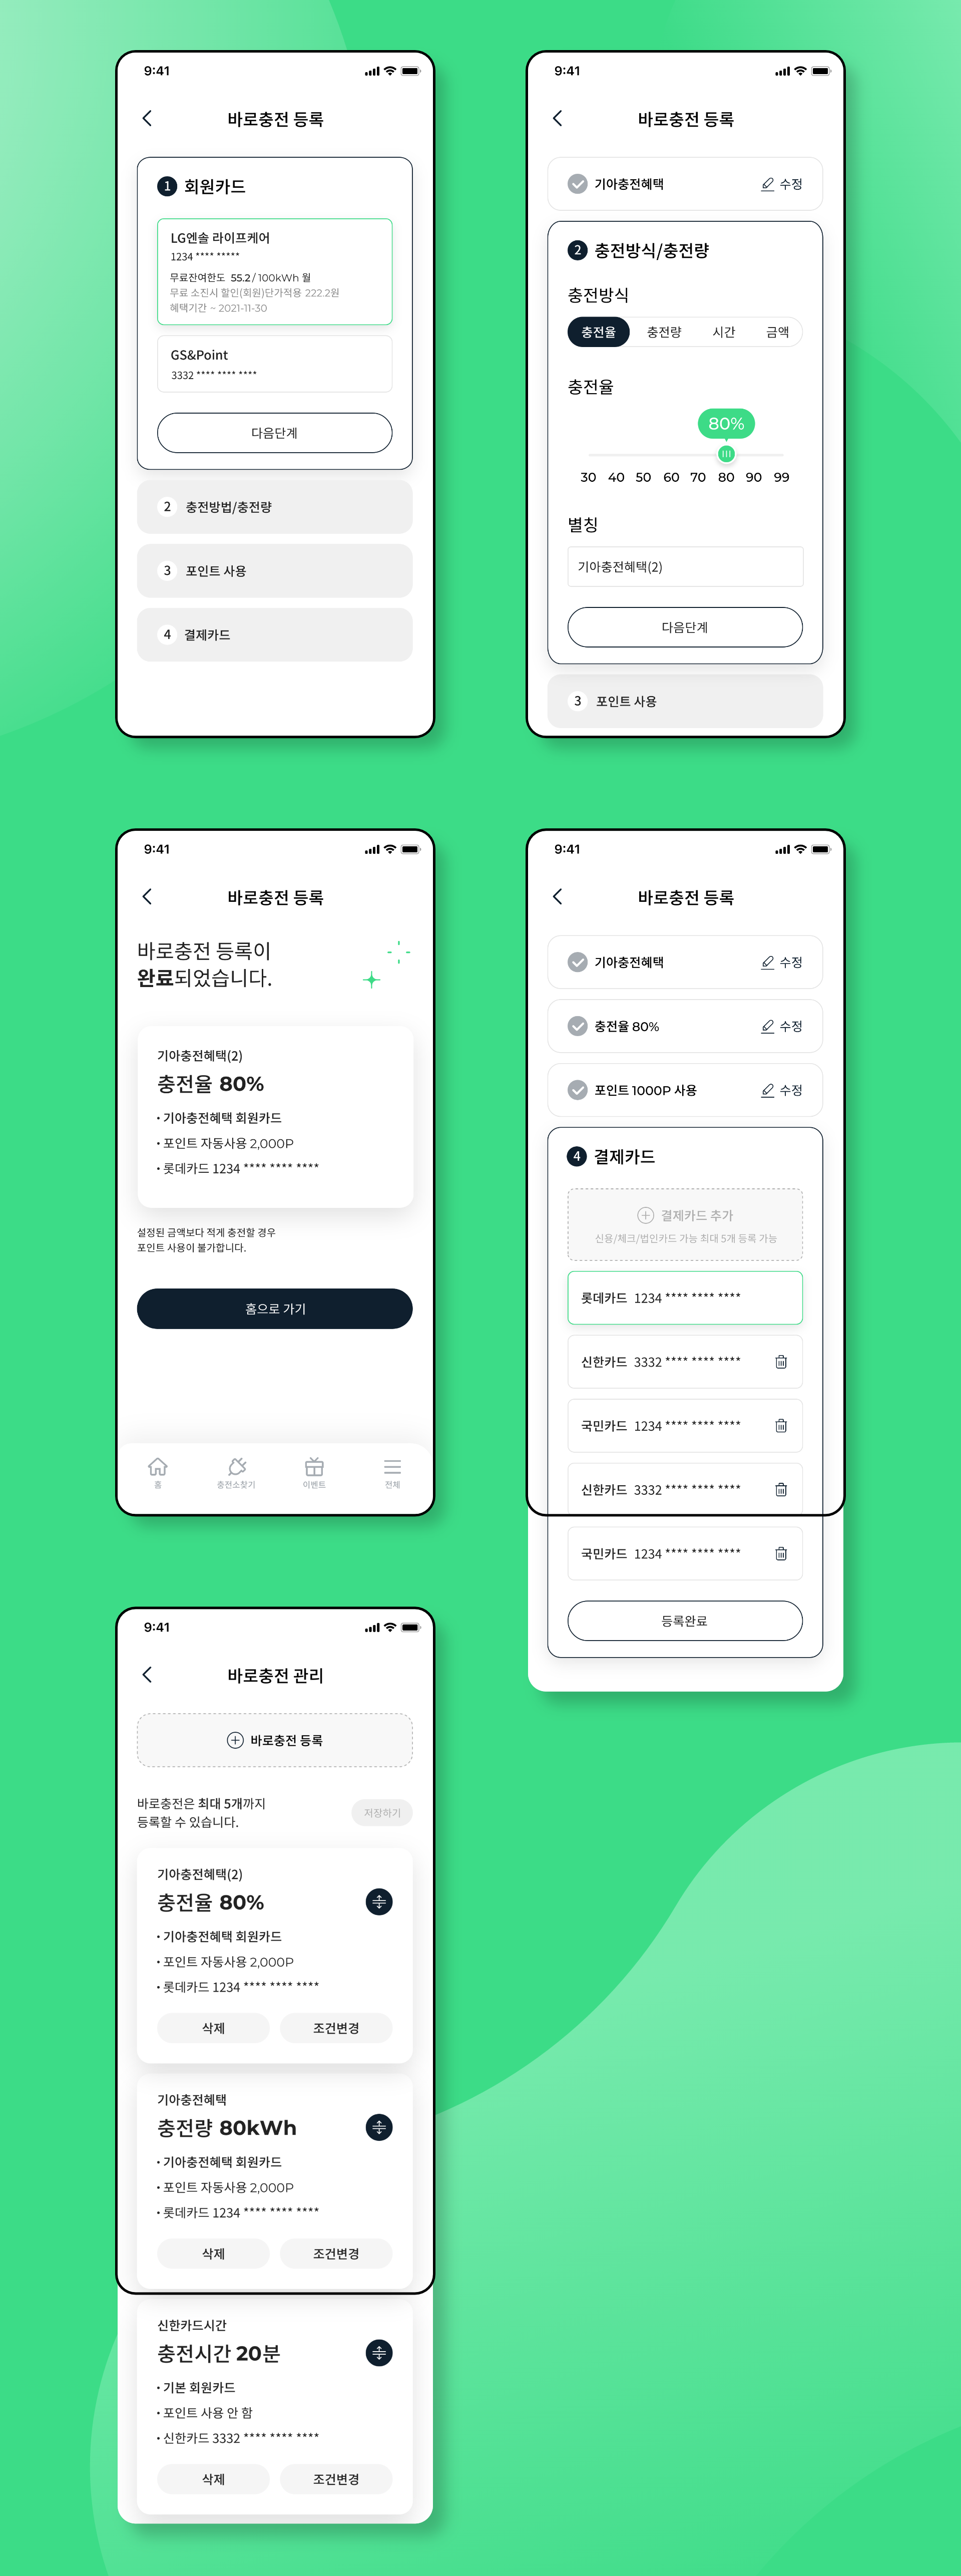 9:41
바로충전 등록
1 회원카드
LG엔솔 라이프케어
1234 **** *****
무료잔여한도 55.2 / 100kWh 월
무료 소진시 할인(회원)단가적용 222.2원
혜택기간 ~ 2021-11-30
GS&Point
3332 **** **** ****
다음단계
2 충전방법/충전량
3 포인트 사용
4 결제카드
9:41
바로충전 등록
기아충전혜택 수정
2 충전방식/충전량
충전방식
충전율 충전량 시간 금액
충전율
80%
30 40 50 60 70 80 90 99
별칭
기아충전혜택(2)
다음단계
3 포인트 사용
9:41
바로충전 등록
바로충전 등록이
완료되었습니다.
기아충전혜택(2)
충전율 80%
• 기아충전혜택 회원카드
• 포인트 자동사용 2,000P
• 롯데카드 1234 **** **** ****
설정된 금액보다 적게 충전할 경우
포인트 사용이 불가합니다.
홈으로 가기
홈 충전소찾기 이벤트 전체
9:41
바로충전 등록
기아충전혜택 수정
충전율 80% 수정
포인트 1000P 사용 수정
4 결제카드
결제카드 추가
신용/체크/법인카드 가능 최대 5개 등록 가능
롯데카드 1234 **** **** ****
신한카드 3332 **** **** ****
국민카드 1234 **** **** ****
신한카드 3332 **** **** ****
국민카드 1234 **** **** ****
등록완료
9:41
바로충전 관리
바로충전 등록
바로충전은 최대 5개까지
등록할 수 있습니다.
저장하기
기아충전혜택(2)
충전율 80%
• 기아충전혜택 회원카드
• 포인트 자동사용 2,000P
• 롯데카드 1234 **** **** ****
삭제 조건변경
기아충전혜택
충전량 80kWh
• 기아충전혜택 회원카드
• 포인트 자동사용 2,000P
• 롯데카드 1234 **** **** ****
삭제 조건변경
신한카드시간
충전시간 20분
• 기본 회원카드
• 포인트 사용 안 함
• 신한카드 3332 **** **** ****
삭제 조건변경